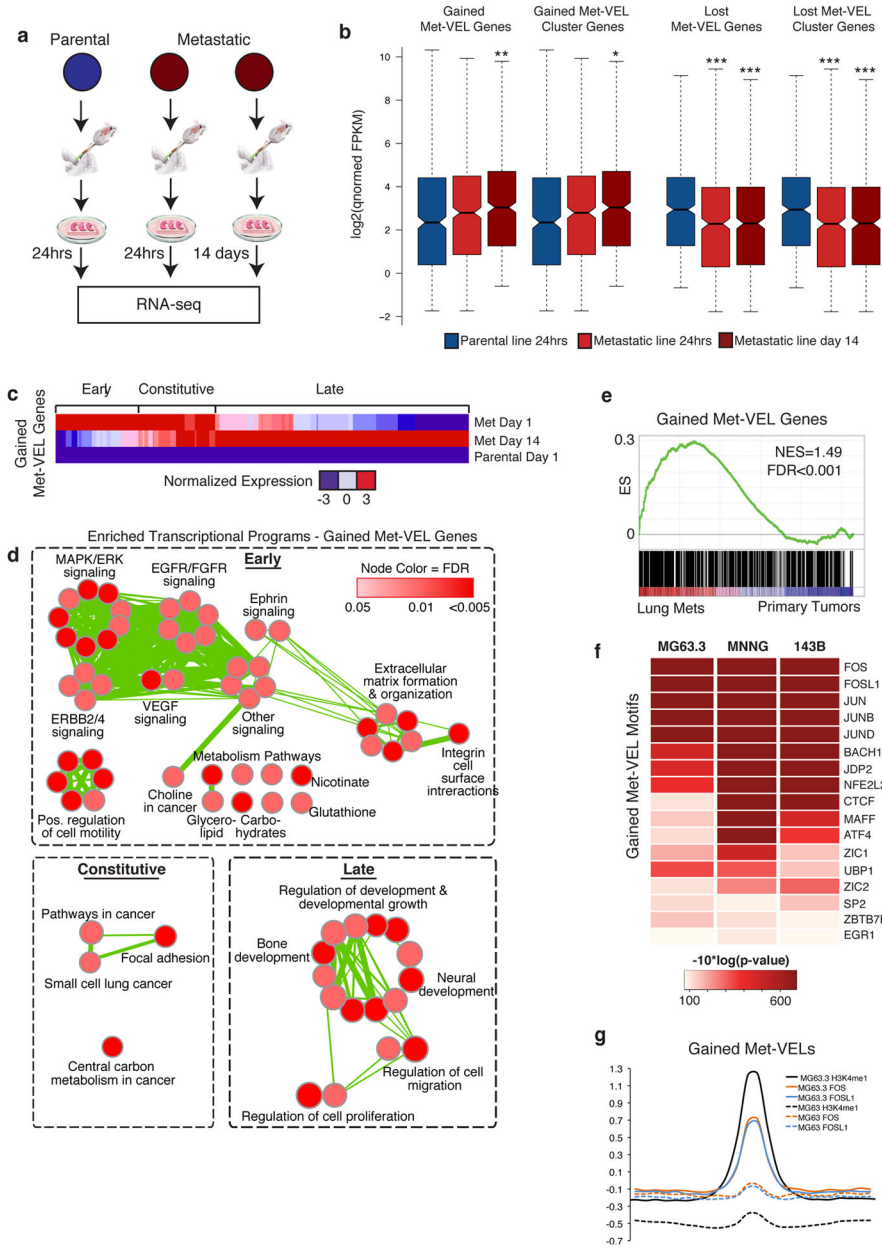 a
Parental
Metastatic
24hrs
24hrs
14 days
RNA-seq
b
Gained
Met-VEL Genes
Gained Met-VEL
Cluster Genes
Lost
Met-VEL Genes
Lost Met-VEL
Cluster Genes
log2(qnormed FPKM)
10
8
6
4
2
0
−2
**
*
***
***
***
***
Parental line 24hrs
Metastatic line 24hrs
Metastatic line day 14
c
Early
Constitutive
Late
Gained
Met-VEL Genes
Met Day 1
Met Day 14
Parental Day 1
Normalized Expression
-3
0
3
d
Enriched Transcriptional Programs - Gained Met-VEL Genes
Early
MAPK/ERK
signaling
EGFR/FGFR
signaling
Node Color = FDR
0.05
0.01
<0.005
Ephrin
signaling
Extracellular
matrix formation
& organization
ERBB2/4
signaling
VEGF
signaling
Other
signaling
Integrin
cell
surface
intreractions
Pos. regulation
of cell motility
Choline
in cancer
Metabolism Pathways
Nicotinate
Glycero-
lipid
Carbo-
hydrates
Glutathione
Constitutive
Pathways in cancer
Focal adhesion
Small cell lung cancer
Central carbon
metabolism in cancer
Late
Regulation of development &
developmental growth
Bone
development
Neural
development
Regulation of cell
migration
Regulation of cell proliferation
e
Gained Met-VEL Genes
0.3
ES
0
NES=1.49
FDR<0.001
Lung Mets
Primary Tumors
f
MG63.3
MNNG
143B
Gained Met-VEL Motifs
FOS
FOSL1
JUN
JUNB
JUND
BACH1
JDP2
NFE2L2
CTCF
MAFF
ATF4
ZIC1
UBP1
ZIC2
SP2
EGR1
-10*log(p-value)
100
600
g
Gained Met-VELs
1.3
1.1
0.9
0.7
0.5
0.3
0.1
-0.1
-0.3
-0.5
-0.7
MG63.3 H3K4me1
MG63.3 FOS
MG63.3 FOSL1
MG63 H3K4me1
MG63 FOS
MG63 FOSL1